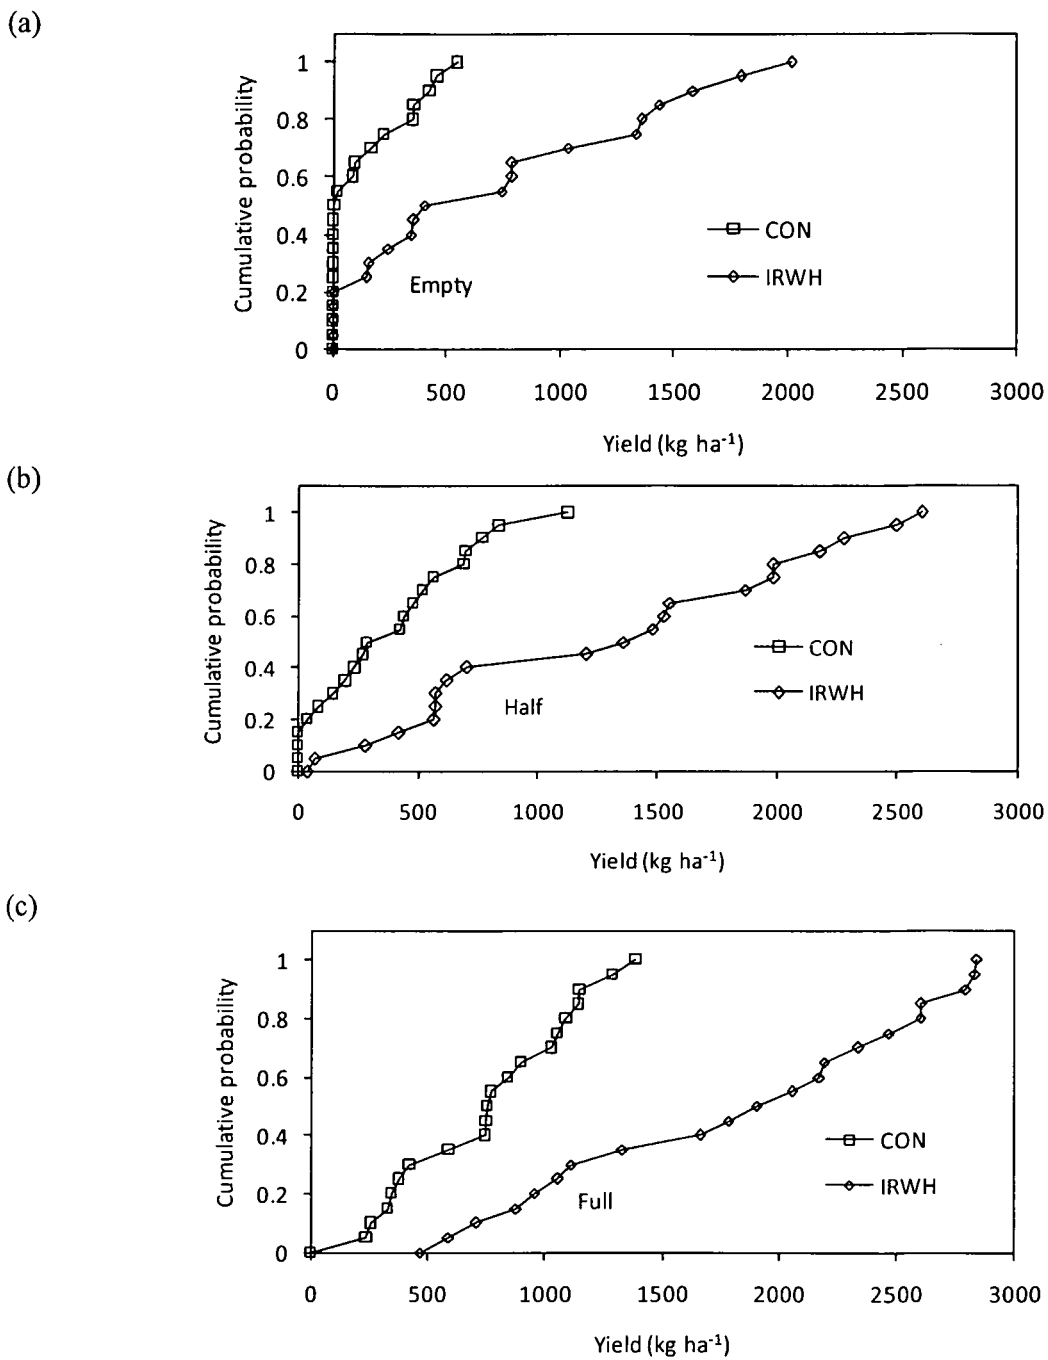 (a)
Cumulative probability
1
0.8
0.6
0.4
0.2
0
CON
IRWH
Empty
0 500 1000 1500 2000 2500 3000
Yield (kg ha-1)
(b)
Cumulative probability
1
0.8
0.6
0.4
0.2
0
CON
IRWH
Half
0 500 1000 1500 2000 2500 3000
Yield (kg ha-1)
(c)
Cumulative probability
1
0.8
0.6
0.4
0.2
0
CON
IRWH
Full
0 500 1000 1500 2000 2500 3000
Yield (kg ha-1)